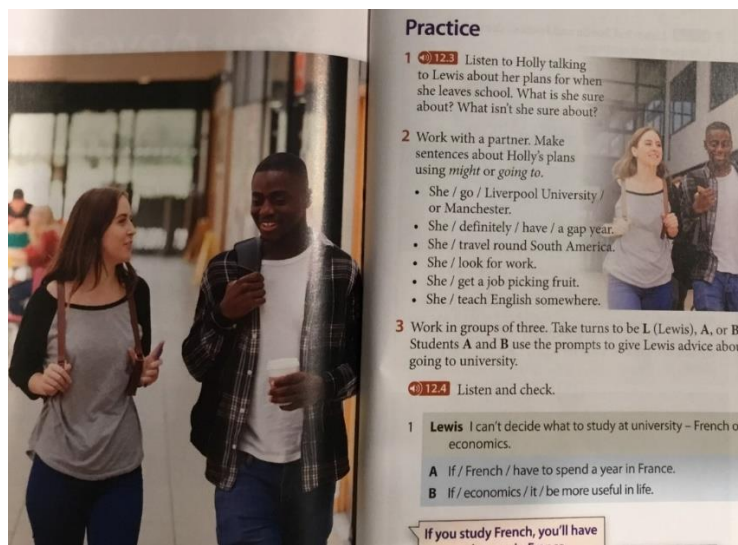 Practice
1 12.3 Listen to Holly talking
to Lewis about her plans for when
she leaves school. What is she sure
about? What isn't she sure about?
2 Work with a partner. Make
sentences about Holly's plans
using might or going to.
• She / go / Liverpool University /
or Manchester.
• She / definitely / have / a gap year.
• She / travel round South America.
• She / look for work.
• She / get a job picking fruit.
• She / teach English somewhere.
3 Work in groups of three. Take turns to be L (Lewis), A, or B
Students A and B use the prompts to give Lewis advice abou
going to university.
12.4 Listen and check.
1 Lewis I can't decide what to study at university – French o
economics.
A If / French / have to spend a year in France.
B If / economics / it / be more useful in life.
If you study French, you'll have